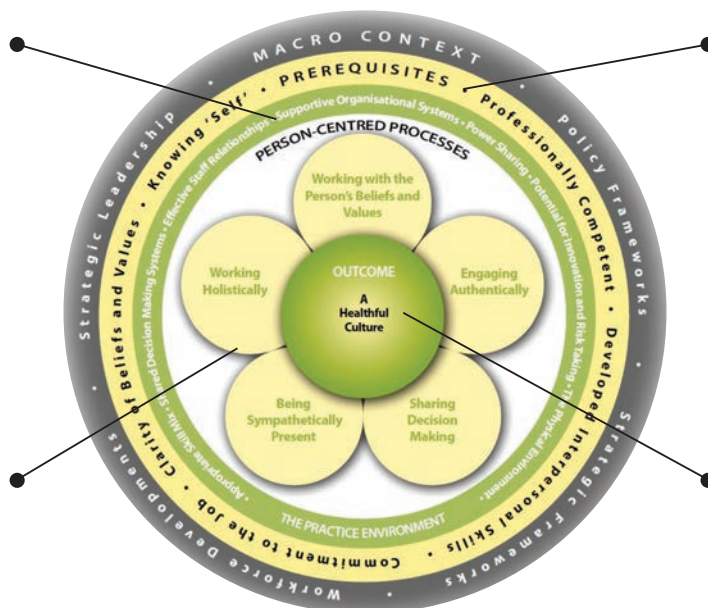 MACRO CONTEXT
• Policy Frameworks
• Strategic Frameworks
• Workforce Developments
• Strategic Leadership •
PREREQUISITES
• Professionally Competent
• Developed Interpersonal Skills
• Commitment to the Job
• Clarity of Beliefs and Values
• Knowing 'Self' •
THE PRACTICE ENVIRONMENT
• Appropriate Skill Mix
• Shared Decision Making Systems
• Effective Staff Relationships
• Supportive Organisational Systems
• Power Sharing
• Potential for Innovation and Risk Taking
• The Physical Environment •
PERSON-CENTRED PROCESSES
Working with the
Person's Beliefs and
Values
Working
Holistically
Engaging
Authentically
OUTCOME
A
Healthful
Culture
Being
Sympathetically
Present
Sharing
Decision
Making